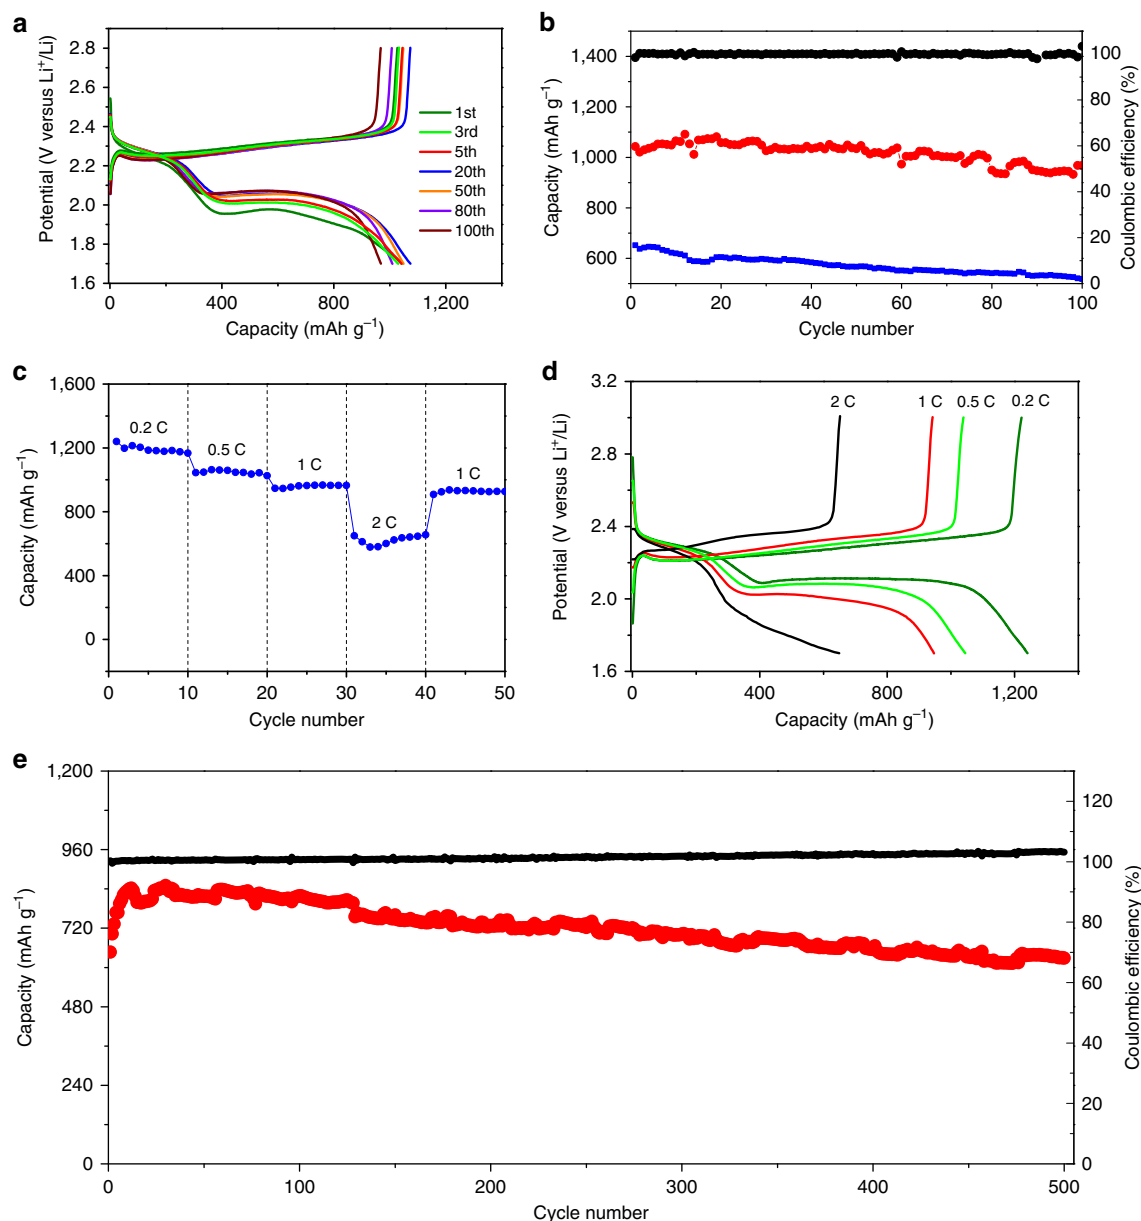 a
Potential (V versus Li⁺/Li)
2.8
2.6
2.4
2.2
2.0
1.8
1.6
0
400
800
1,200
Capacity (mAh g⁻¹)
1st
3rd
5th
20th
50th
80th
100th
b
Capacity (mAh g⁻¹)
1,400
1,200
1,000
800
600
0
20
40
60
80
100
Cycle number
100
80
60
40
20
0
Coulombic efficiency (%)
c
Capacity (mAh g⁻¹)
1,600
1200
800
400
0
0.2 C
0.5 C
1 C
2 C
1 C
0
10
20
30
40
50
Cycle number
d
Potential (V versus Li⁺/Li)
3.2
2.8
2.4
2.0
1.6
2 C
1 C
0.5 C
0.2 C
0
400
800
1,200
Capacity (mAh g⁻¹)
e
Capacity (mAh g⁻¹)
1,200
960
720
480
240
0
0
100
200
300
400
500
Cycle number
120
100
80
60
40
20
0
Coulombic efficiency (%)